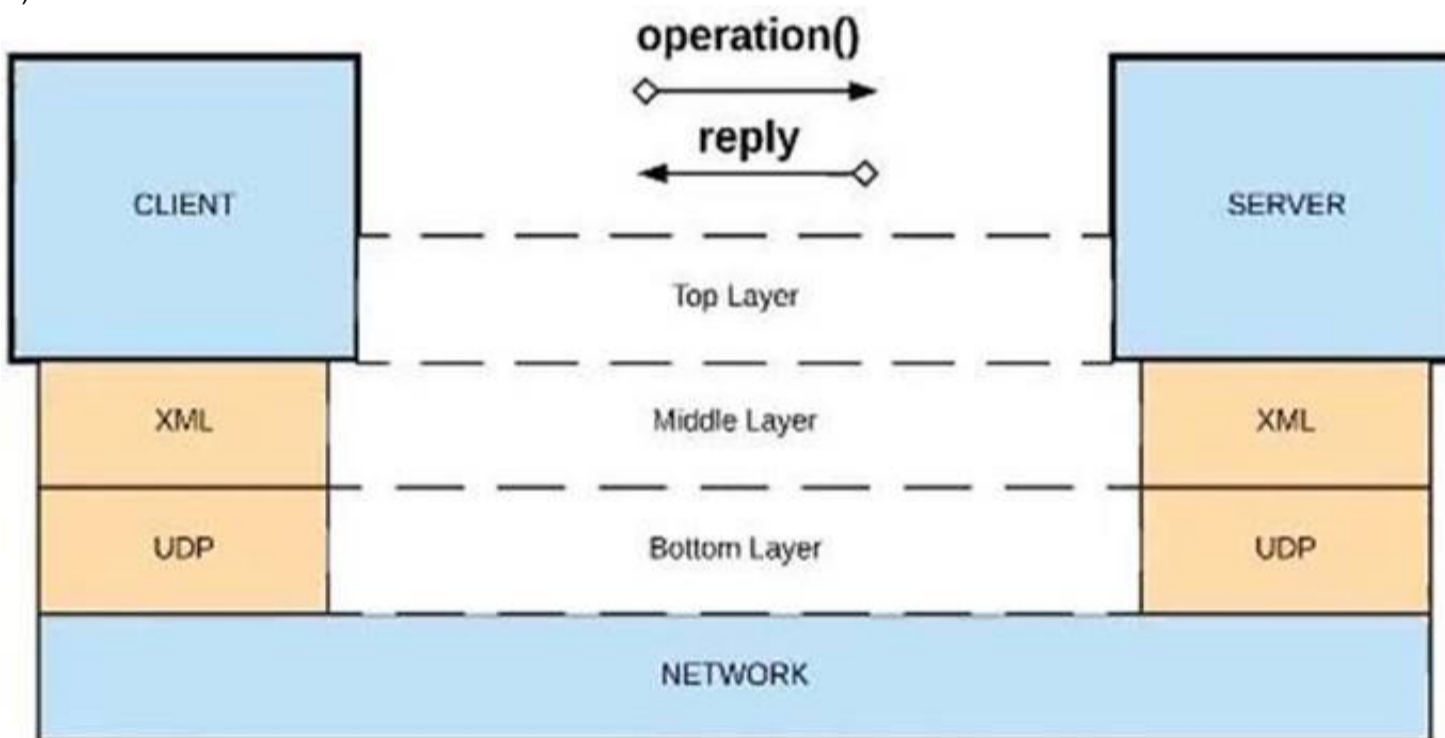 operation()
reply
CLIENT
SERVER
Top Layer
XML
Middle Layer
XML
UDP
Bottom Layer
UDP
NETWORK